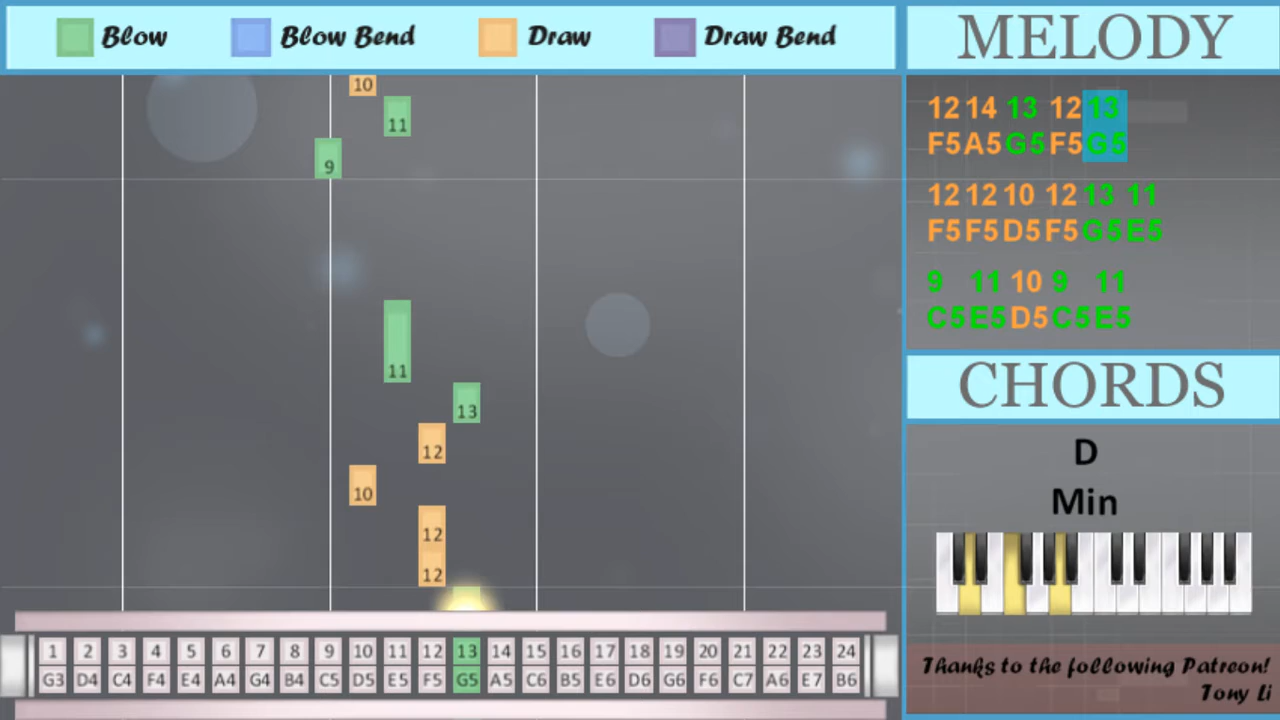 Blow Blow Bend Draw Draw Bend
MELODY
12 14 13 12 13
F5 A5 G5 F5 G5
12 12 10 12 13 11
F5 F5 D5 F5 G5 E5
9 11 10 9 11
C5 E5 D5 C5 E5
CHORDS
D
Min
Thanks to the following Patreon!
Tony Li
10
11
9
11
13
12
10
12
12
1 2 3 4 5 6 7 8 9 10 11 12 13 14 15 16 17 18 19 20 21 22 23 24
G3 D4 C4 F4 E4 A4 G4 B4 C5 D5 E5 F5 G5 A5 C6 B5 E6 D6 G6 F6 C7 A6 E7 B6